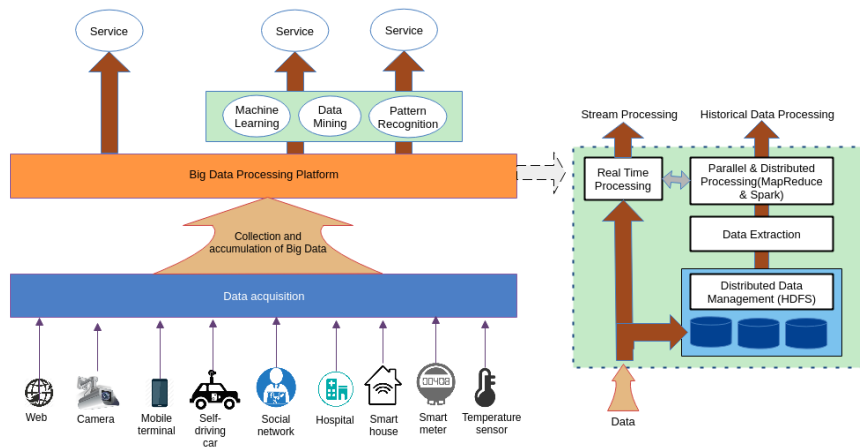 Service
Service
Service
Machine
Learning
Data
Mining
Pattern
Recognition
Big Data Processing Platform
Collection and
accumulation of Big Data
Data acquisition
00408
Web
Camera
Mobile
terminal
Self-
driving
car
Social
network
Hospital
Smart
house
Smart
meter
Temperature
sensor
Stream Processing
Historical Data Processing
Real Time
Processing
Parallel & Distributed
Processing(MapReduce
& Spark)
Data Extraction
Distributed Data
Management (HDFS)
Data